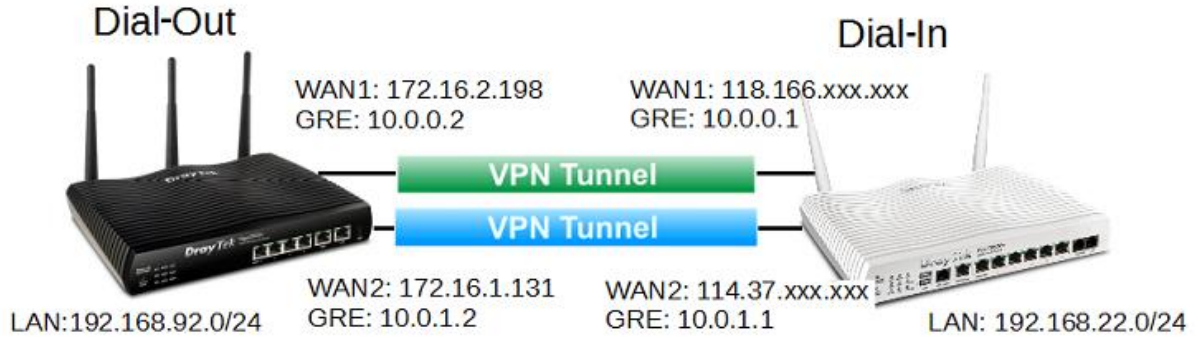 Dial-Out
Dial-In
WAN1: 172.16.2.198
GRE: 10.0.0.2
WAN1: 118.166.xxx.xxx
GRE: 10.0.0.1
VPN Tunnel
VPN Tunnel
DrayTek
WAN2: 172.16.1.131
GRE: 10.0.1.2
WAN2: 114.37.xxx.xxx
GRE: 10.0.1.1
LAN:192.168.92.0/24
LAN: 192.168.22.0/24